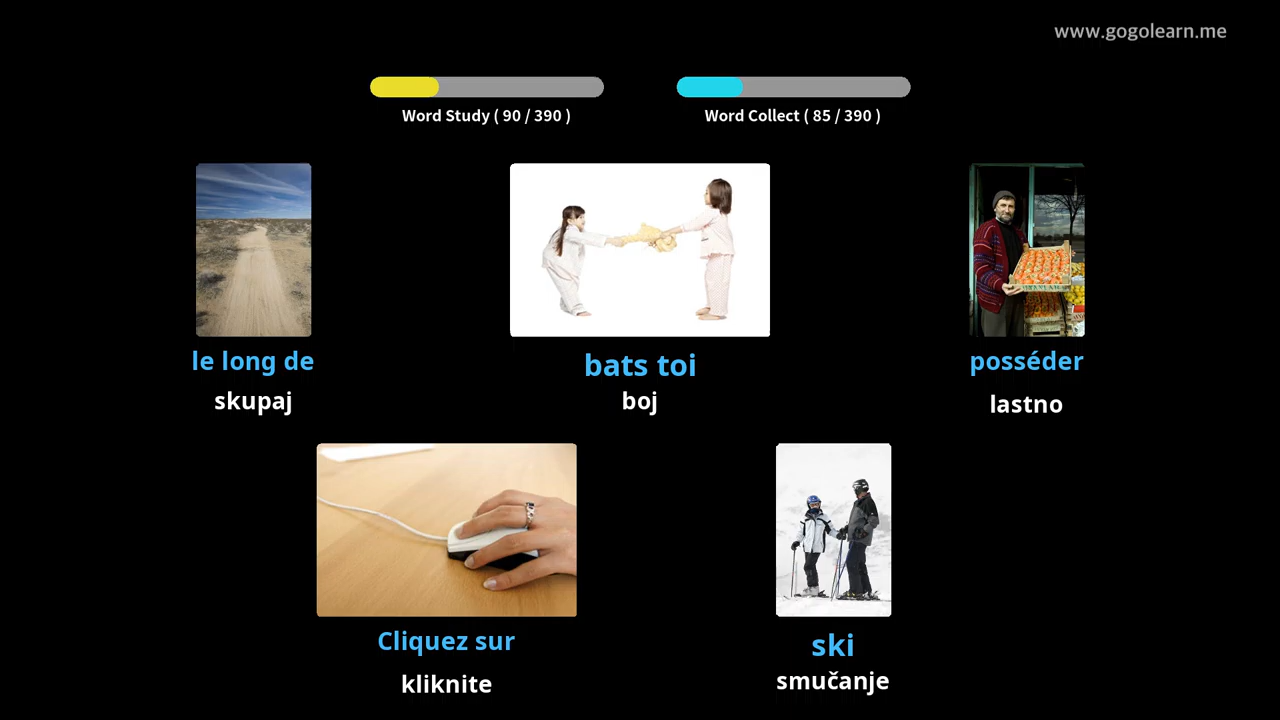 www.gogolearn.me
Word Study ( 90 / 390 )
Word Collect ( 85 / 390 )
le long de
skupaj
bats toi
boj
posséder
lastno
Cliquez sur
kliknite
ski
smučanje